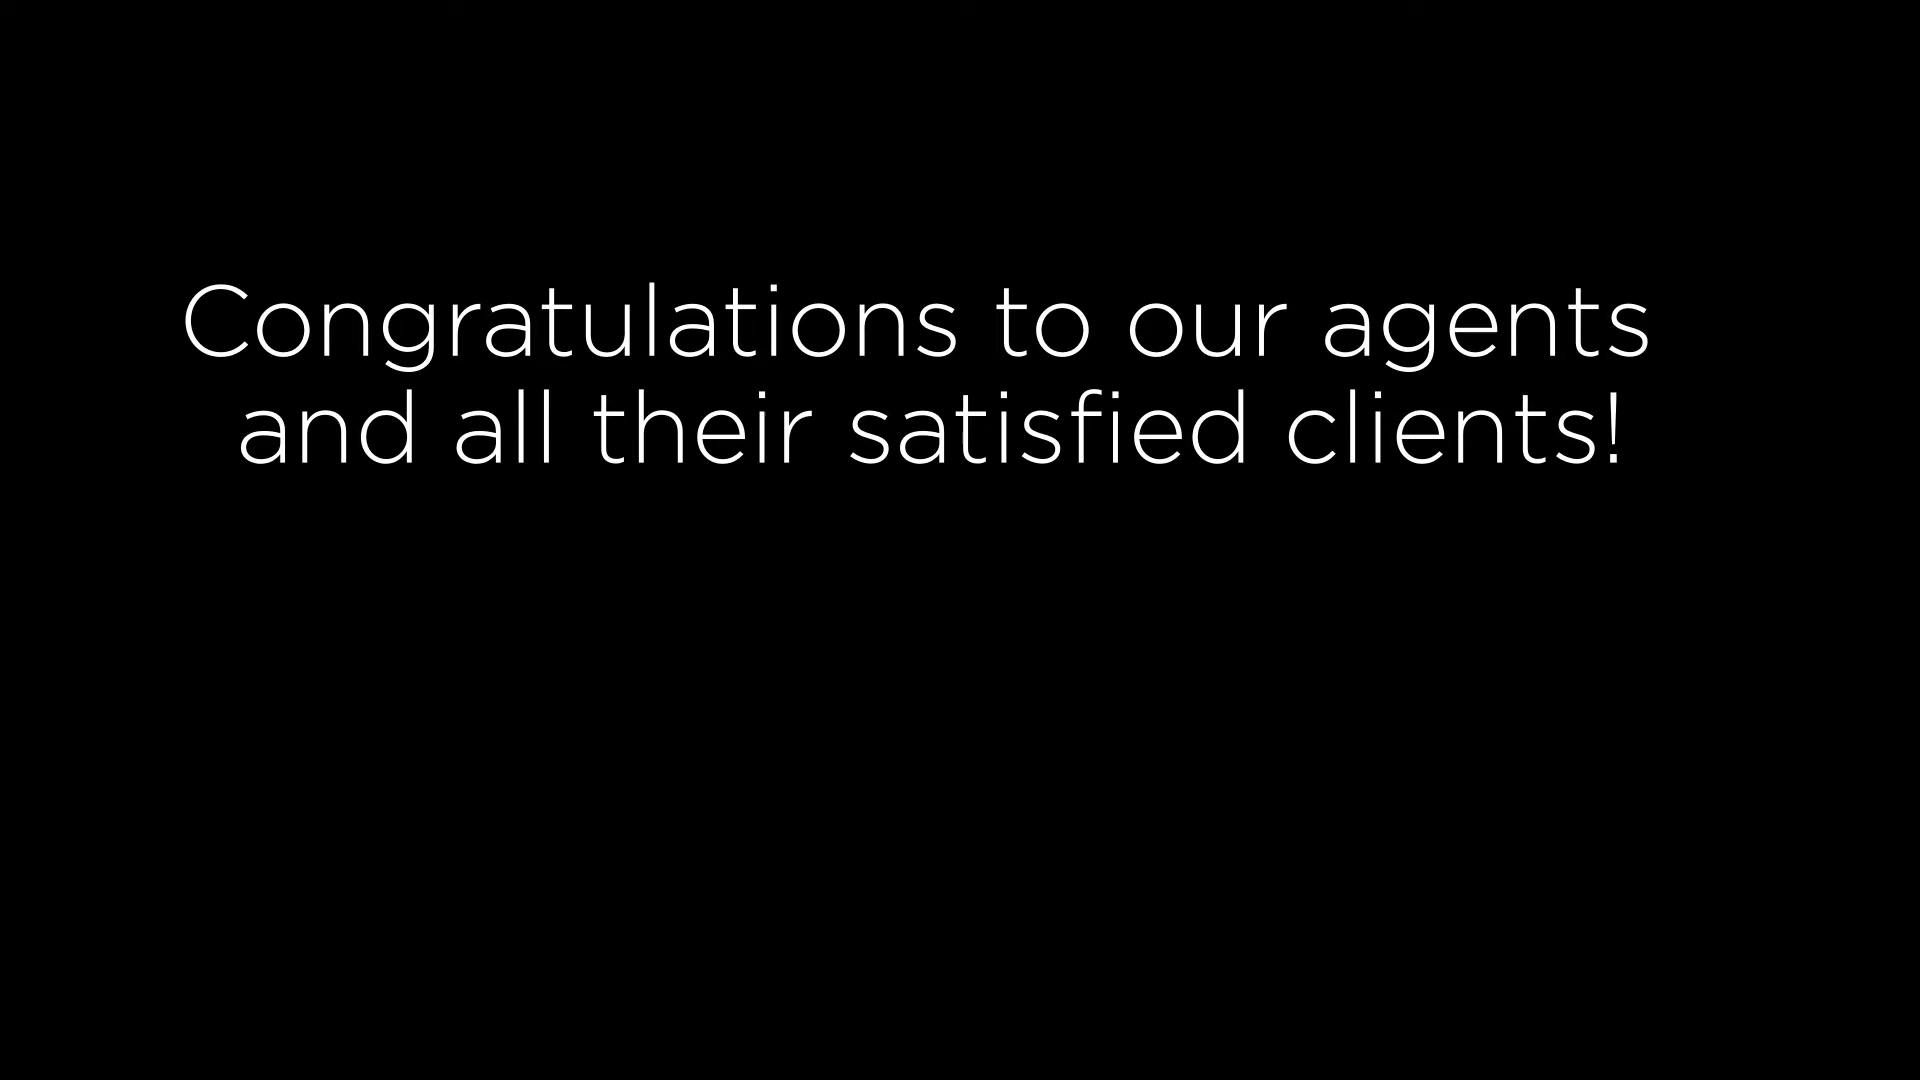 Congratulations to our agents
and all their satisfied clients!